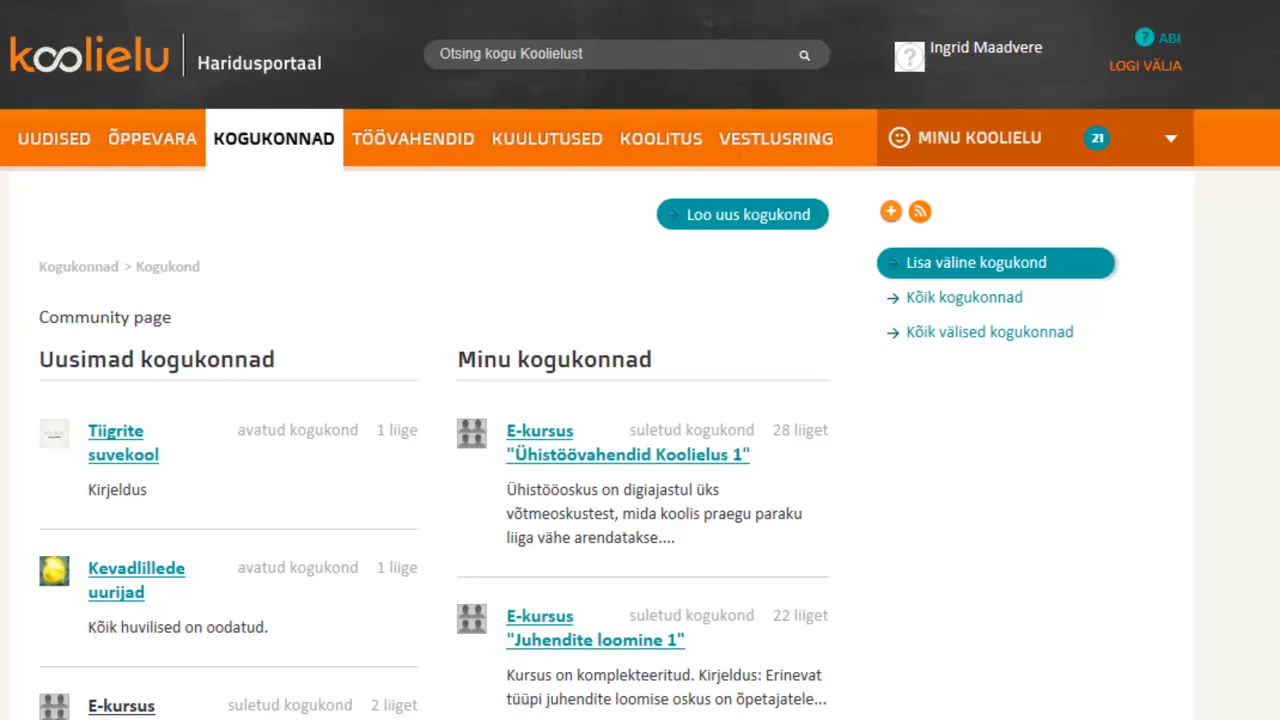 koolielu Haridusportaal
Otsing kogu Koolielust
Ingrid Maadvere
? ABI
LOGI VÄLJA
UUDISED ÕPPEVARA KOGUKONNAD TÖÖVAHENDID KUULUTUSED KOOLITUS VESTLUSRING
MINU KOOLIELU 21
Loo uus kogukond
Kogukonnad > Kogukond
Community page
Uusimad kogukonnad
Tiigrite suvekool
avatud kogukond 1 liige
Kirjeldus
Kevadlillede uurijad
avatud kogukond 1 liige
Kõik huvilised on oodatud.
E-kursus
suletud kogukond 2 liiget
Minu kogukonnad
E-kursus
suletud kogukond 28 liiget
"Ühistöövahendid Koolielus 1"
Ühistööoskus on digiajastul üks
võtmeoskustest, mida koolis praegu paraku
liiga vähe arendatakse....
E-kursus
suletud kogukond 22 liiget
"Juhendite loomine 1"
Kursus on komplekteeritud. Kirjeldus: Erinevat
tüüpi juhendite loomise oskus on õpetajatele...
Lisa väline kogukond
Kõik kogukonnad
Kõik välised kogukonnad